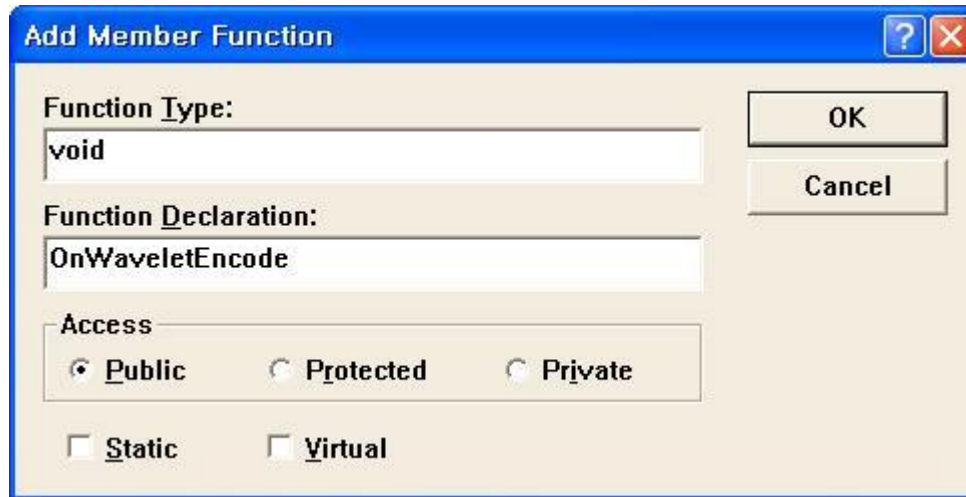 Add Member Function
Function Type:
void
OK
Cancel
Function Declaration:
OnWaveletEncode
Access
Public Protected Private
Static Virtual